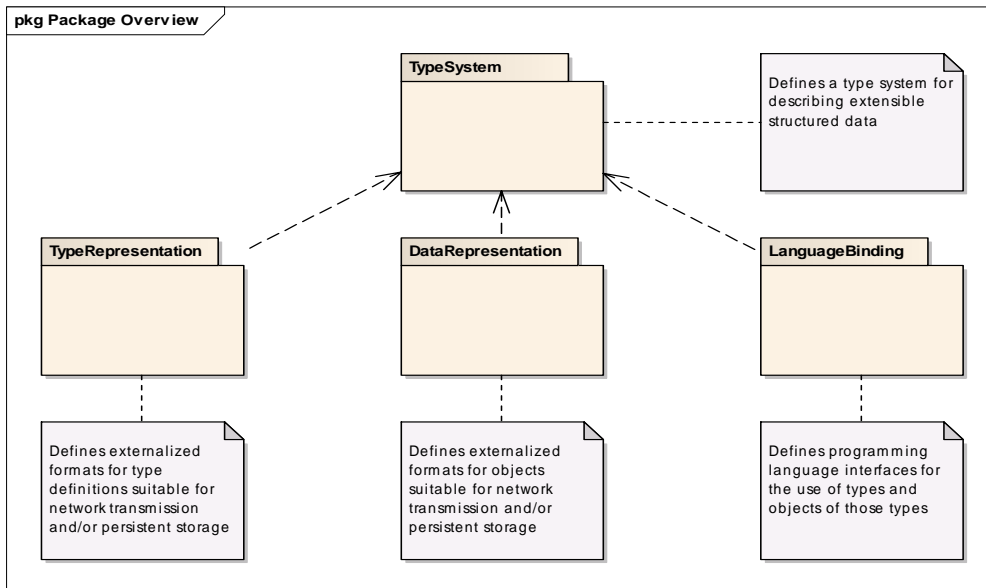 pkg Package Overview
TypeSystem
Defines a type system for
describing extensible
structured data
TypeRepresentation
DataRepresentation
LanguageBinding
Defines externalized
formats for type
definitions suitable for
network transmission
and/or persistent storage
Defines externalized
formats for objects
suitable for network
transmission and/or
persistent storage
Defines programming
language interfaces for
the use of types and
objects of those types